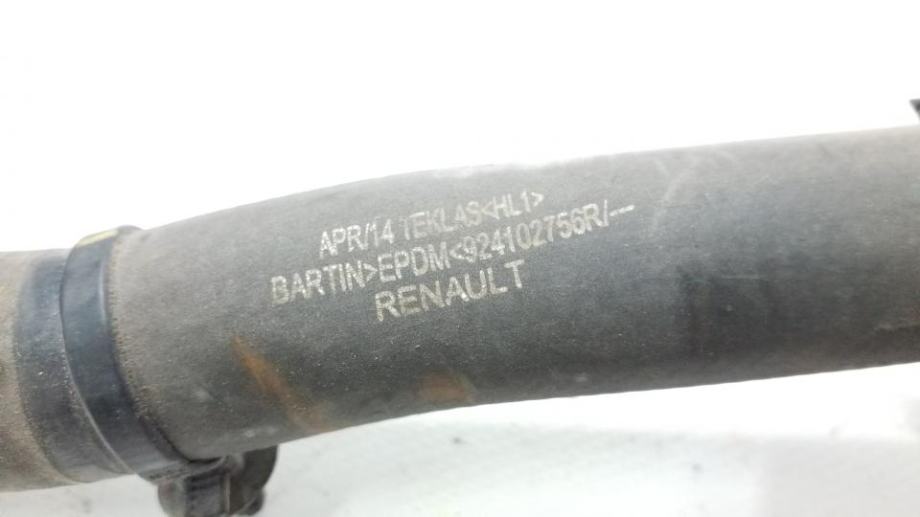 APR/14 TEKLAS<HL1>
BARTIN>EPDM<924102756R/---
RENAULT